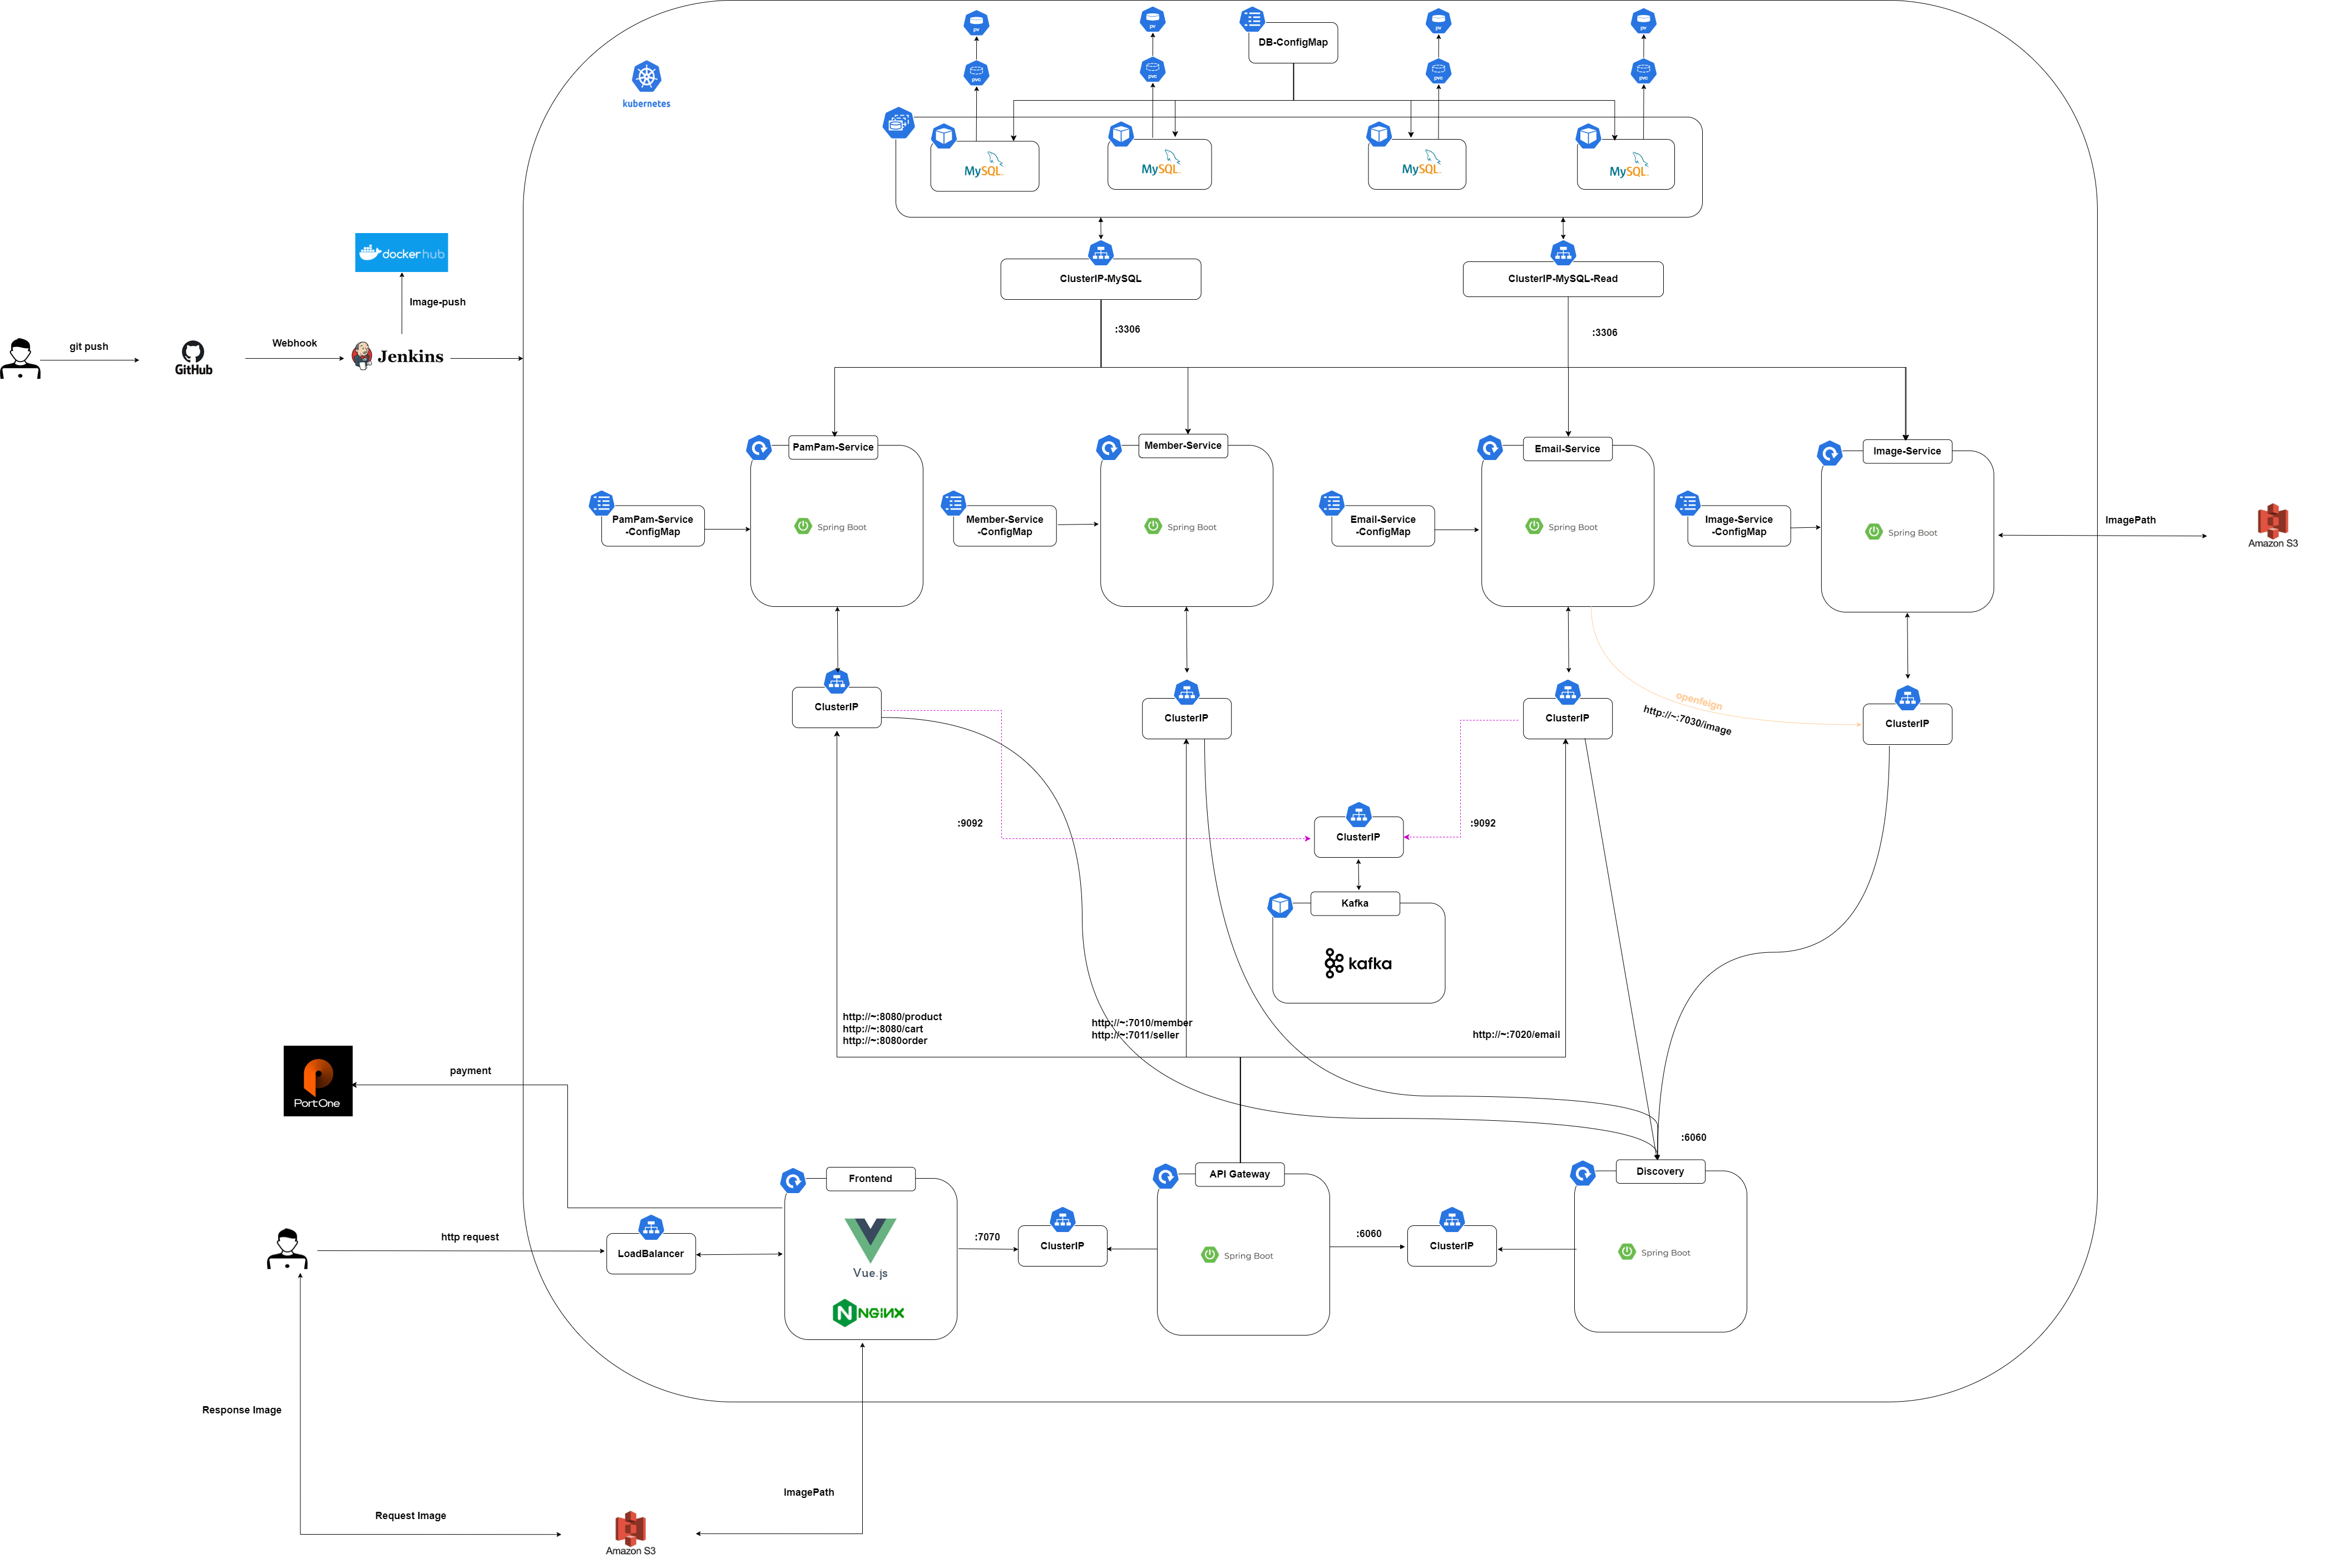 pv
pv
pv
pv
DB-ConfigMap
pvc
pvc
pvc
pvc
kubernetes
MySQL
MySQL
MySQL
MySQL
dockerhub
ClusterIP-MySQL
ClusterIP-MySQL-Read
Image-push
:3306
:3306
git push
Webhook
GitHub
Jenkins
PamPam-Service
Member-Service
Email-Service
Image-Service
PamPam-Service
-ConfigMap
Member-Service
-ConfigMap
Email-Service
-ConfigMap
Image-Service
-ConfigMap
Spring Boot
Spring Boot
Spring Boot
Spring Boot
ImagePath
Amazon S3
openfeign
http://~:7030/image
ClusterIP
ClusterIP
ClusterIP
ClusterIP
:9092
ClusterIP
:9092
Kafka
kafka
http://~:8080/product
http://~:8080/cart
http://~:8080order
http://~:7010/member
http://~:7011/seller
http://~:7020/email
payment
PortOne
:6060
Frontend
API Gateway
Discovery
http request
LoadBalancer
Vue.js
NGINX
:7070
ClusterIP
Spring Boot
:6060
ClusterIP
Spring Boot
Response Image
ImagePath
Request Image
Amazon S3